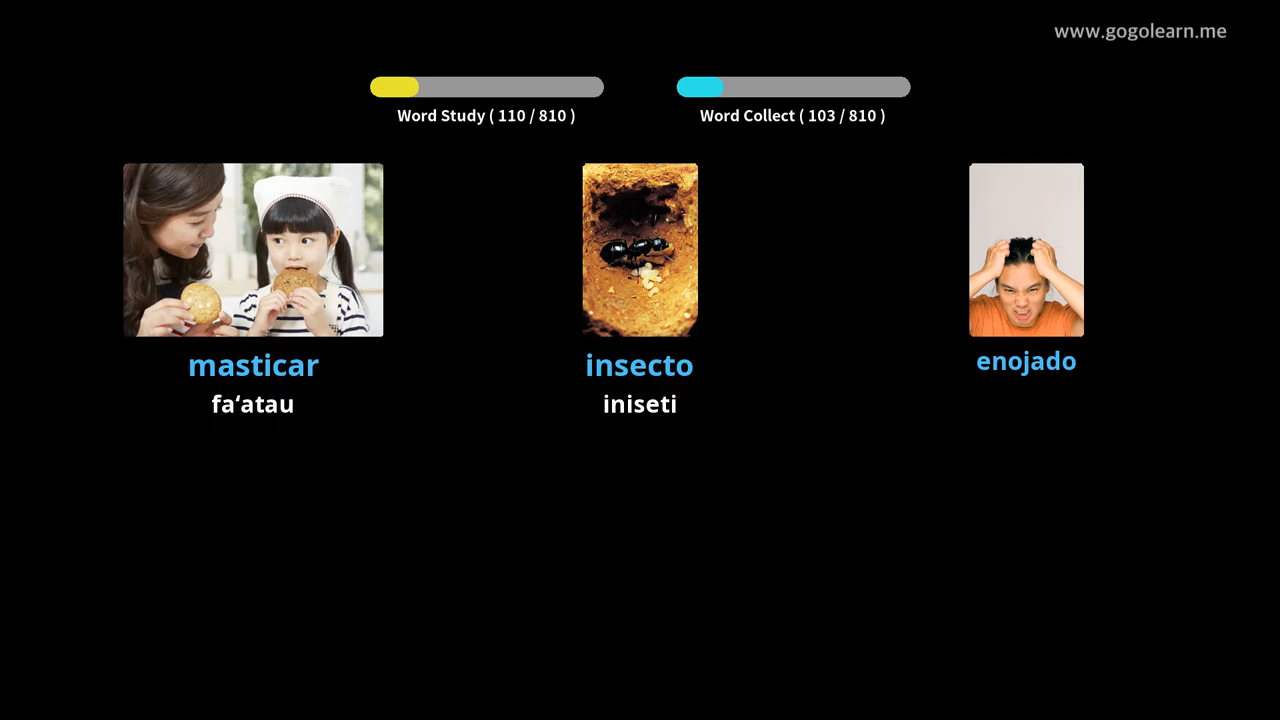 www.gogolearn.me
Word Study ( 110 / 810 )
Word Collect ( 103 / 810 )
masticar
insecto
enojado
fa‘atau
iniseti